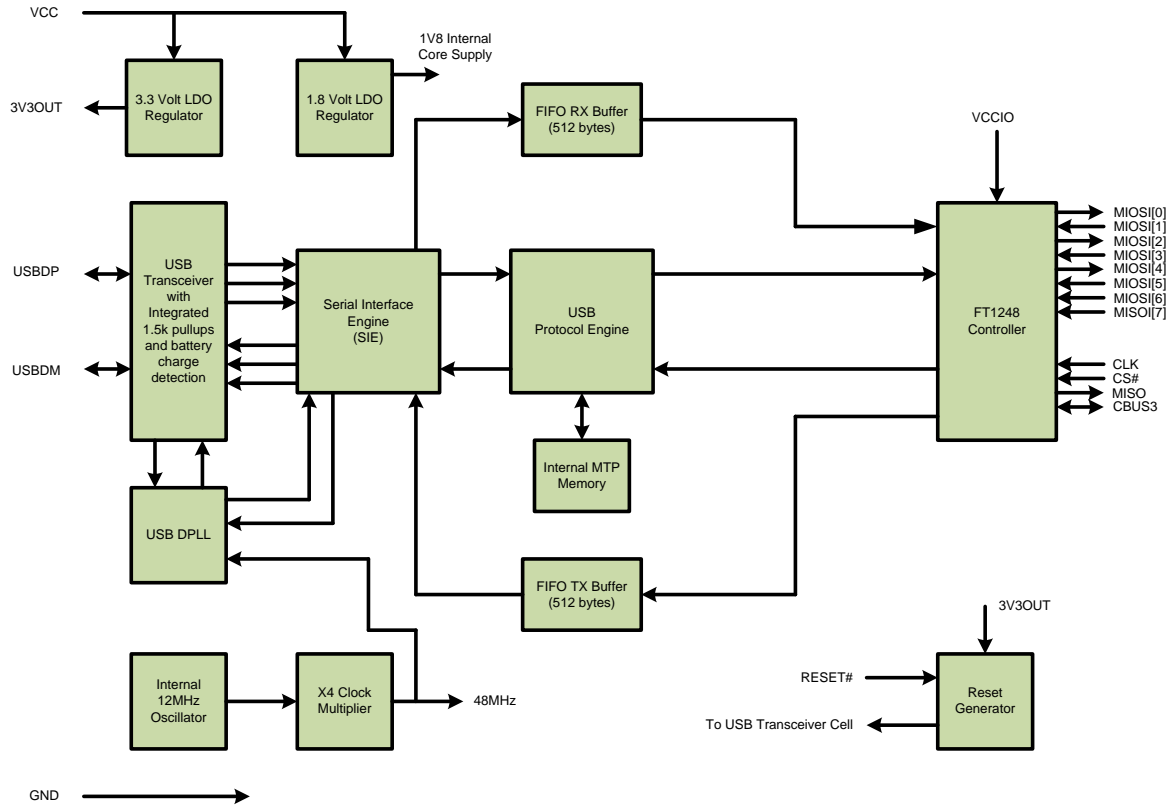 VCC
1V8 Internal
Core Supply
3V3OUT
3.3 Volt LDO
Regulator
1.8 Volt LDO
Regulator
FIFO RX Buffer
(512 bytes)
VCCIO
USBDP
USBDM
USB
Transceiver
with
Integrated
1.5k pullups
and battery
charge
detection
Serial Interface
Engine
(SIE)
USB
Protocol Engine
FT1248
Controller
MIOSI[0]
MIOSI[1]
MIOSI[2]
MIOSI[3]
MIOSI[4]
MIOSI[5]
MIOSI[6]
MISOI[7]
CLK
CS#
MISO
CBUS3
Internal MTP
Memory
USB DPLL
FIFO TX Buffer
(512 bytes)
3V3OUT
Internal
12MHz
Oscillator
X4 Clock
Multiplier
48MHz
RESET#
To USB Transceiver Cell
Reset
Generator
GND